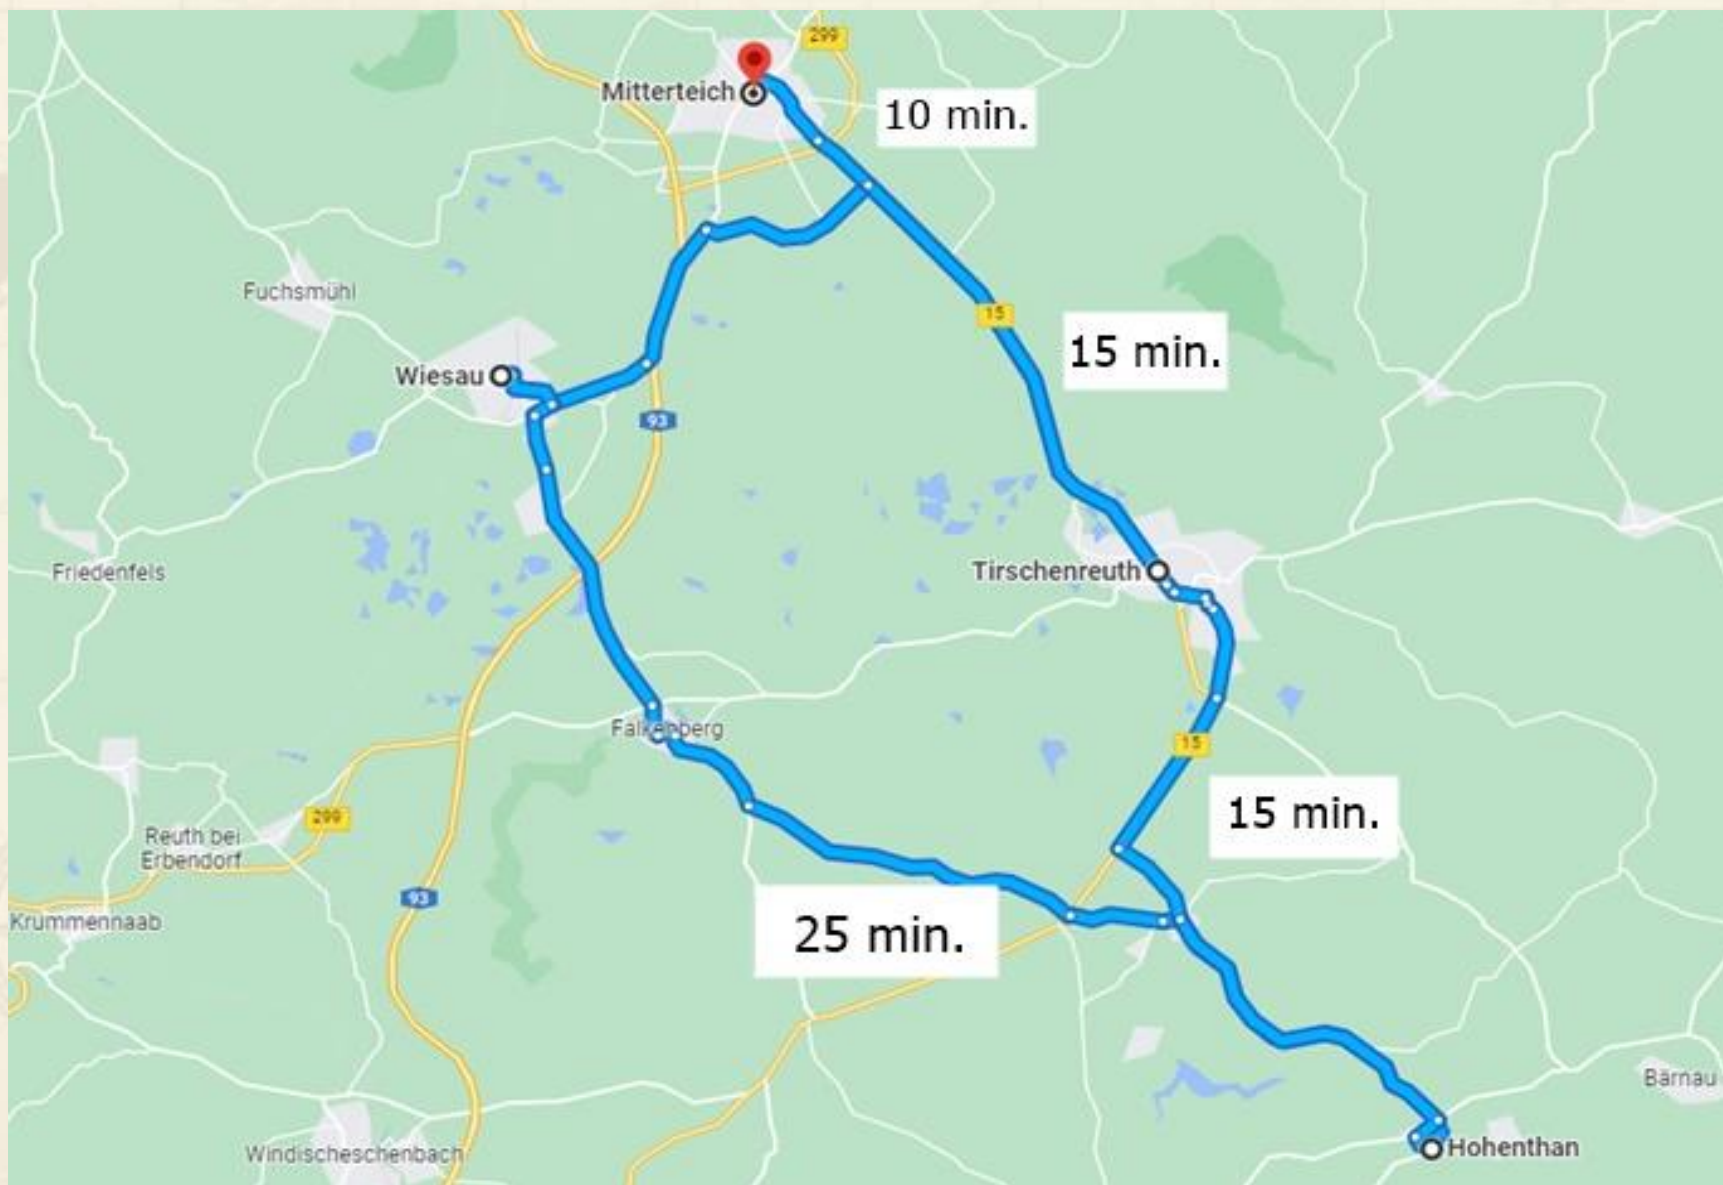 299
Mitterteich
10 min.
Fuchsmühl
15
15 min.
Wiesau
93
Tirschenreuth
Friedenfels
Falkenberg
15
15 min.
299
Reuth bei
Erbendorf
93
Krummennaab
25 min.
Bärnau
Windischeschenbach
Hohenthan